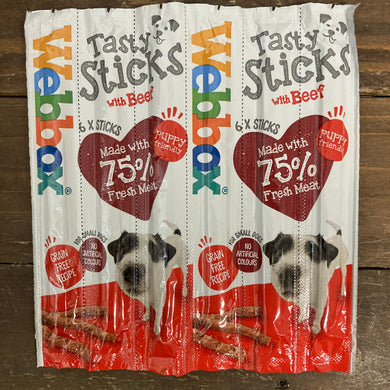 Webbox®
Tasty
Sticks
with Beef
6 X STICKS
Puppy
friendly
Made with
75%
Fresh Meat
FOR SMALL DOGS
GRAIN
FREE
RECIPE
NO
ARTIFICIAL
COLOURS
Webbox®
Tasty
Sticks
with Beef
6 X STICKS
Puppy
friendly
Made with
75%
Fresh Meat
FOR SMALL DOGS
GRAIN
FREE
RECIPE
NO
ARTIFICIAL
COLOURS